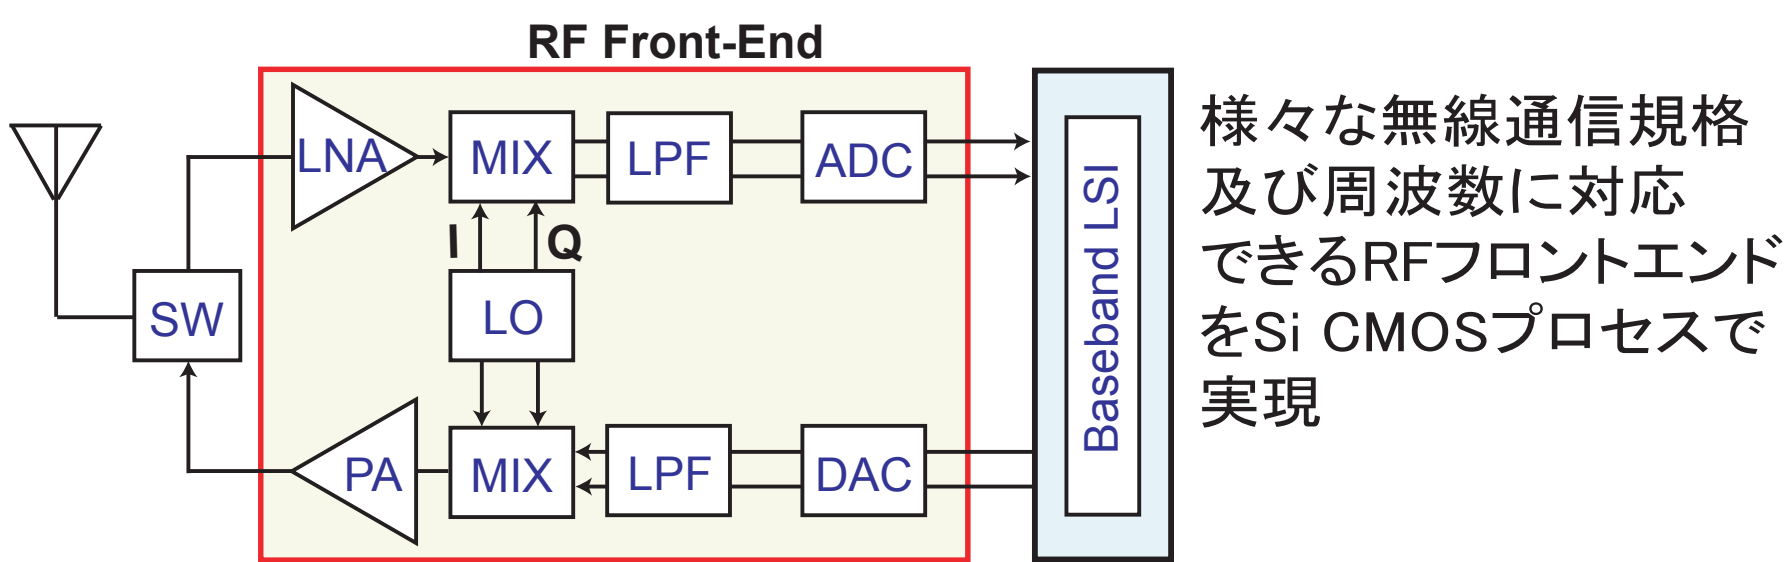 RF Front-End
LNA
MIX
LPF
ADC
I
Q
SW
LO
PA
MIX
LPF
DAC
Baseband LSI
様々な無線通信規格
及び周波数に対応
できるRFフロントエンド
をSi CMOSプロセスで
実現